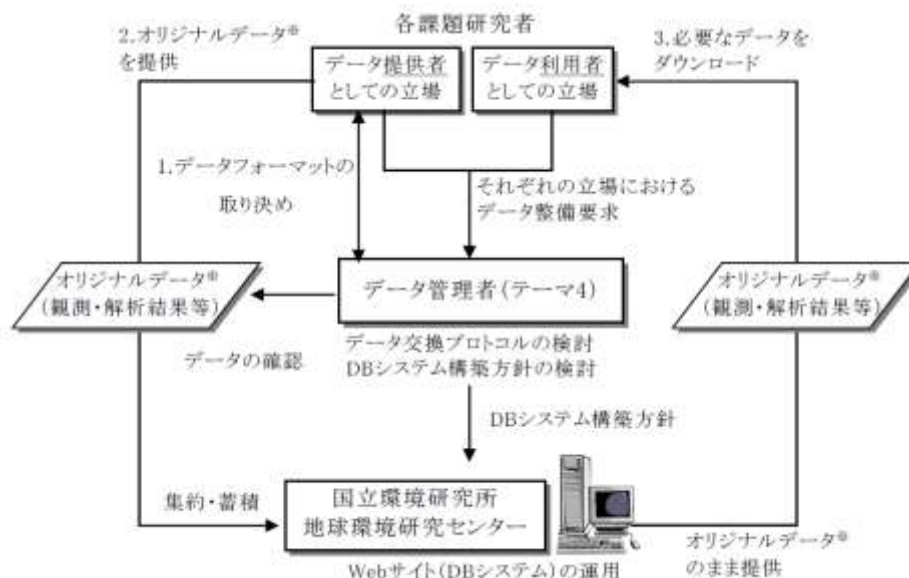 各課題研究者
2.オリジナルデータ※
を提供
データ提供者
としての立場
データ利用者
としての立場
3.必要なデータを
ダウンロード
1.データフォーマットの
取り決め
それぞれの立場における
データ整備要求
オリジナルデータ※
(観測・解析結果等)
データ管理者(テーマ4)
オリジナルデータ※
(観測・解析結果等)
データの確認
データ交換プロトコルの検討
DBシステム構築方針の検討
DBシステム構築方針
集約・蓄積
国立環境研究所
地球環境研究センター
オリジナルデータ※
のまま提供
Webサイト(DBシステム)の運用